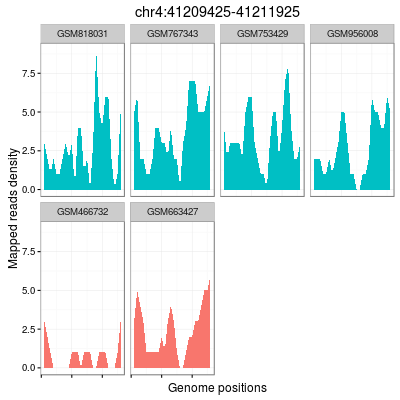 chr4:41209425-41211925
GSM818031 GSM767343 GSM753429 GSM956008
7.5
5.0
2.5
0.0
GSM466732 GSM663427
7.5
5.0
2.5
0.0
Mapped reads density
Genome positions